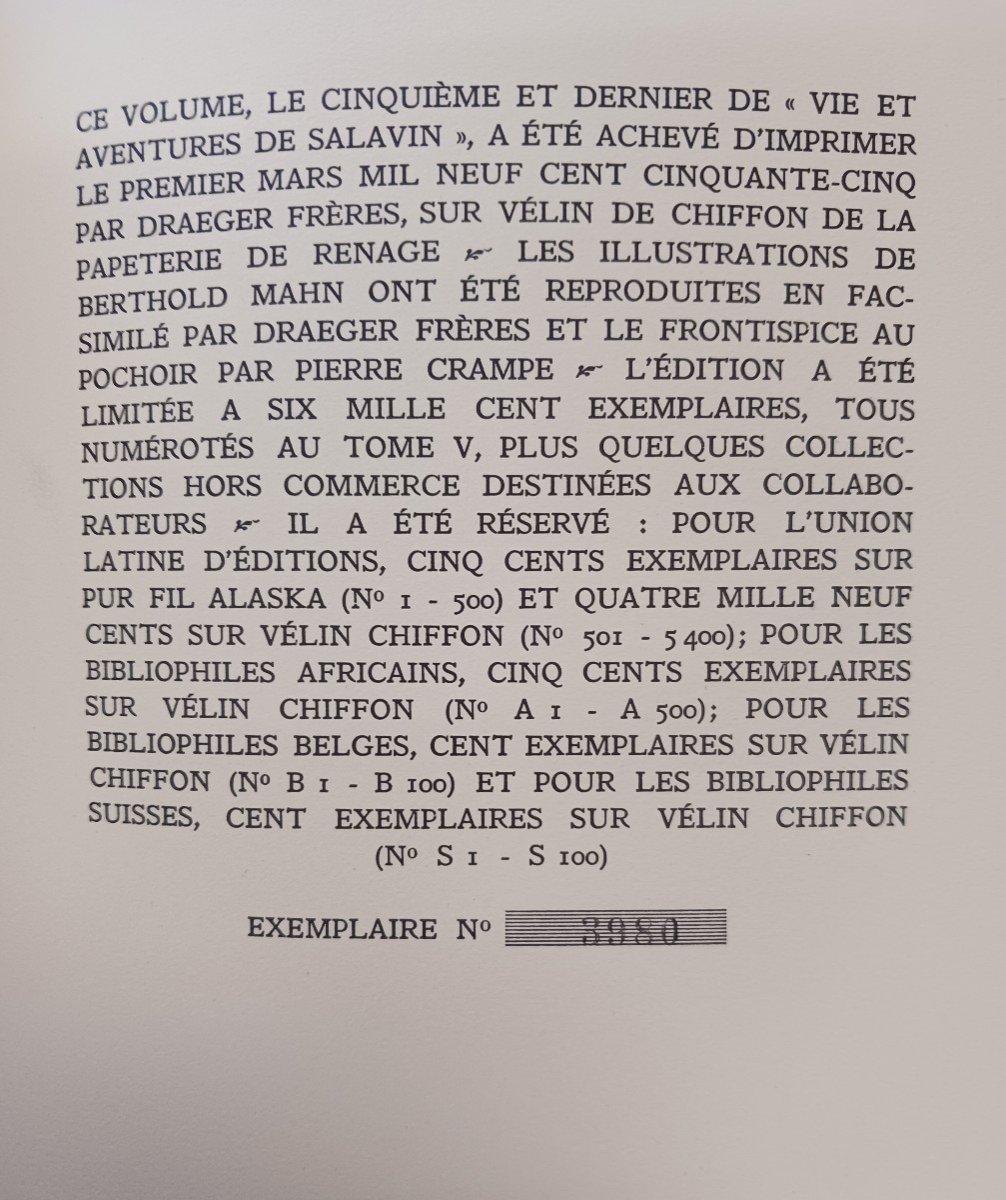 CE VOLUME, LE CINQUIÈME ET DERNIER DE « VIE ET
AVENTURES DE SALAVIN », A ÉTÉ ACHEVÉ D'IMPRIMER
LE PREMIER MARS MIL NEUF CENT CINQUANTE-CINQ
PAR DRAEGER FRÈRES, SUR VÉLIN DE CHIFFON DE LA
PAPETERIE DE RENAGE LES ILLUSTRATIONS DE
BERTHOLD MAHN ONT ÉTÉ REPRODUITES EN FAC-
SIMILÉ PAR DRAEGER FRÈRES ET LE FRONTISPICE AU
POCHOIR PAR PIERRE CRAMPE L'ÉDITION A ÉTÉ
LIMITÉE A SIX MILLE CENT EXEMPLAIRES, TOUS
NUMÉROTÉS AU TOME V, PLUS QUELQUES COLLEC-
TIONS HORS COMMERCE DESTINÉES AUX COLLABO-
RATEURS IL A ÉTÉ RÉSERVÉ : POUR L'UNION
LATINE D'ÉDITIONS, CINQ CENTS EXEMPLAIRES SUR
PUR FIL ALASKA (Nº 1 - 500) ET QUATRE MILLE NEUF
CENTS SUR VÉLIN CHIFFON (Nº 501 - 5 400); POUR LES
BIBLIOPHILES AFRICAINS, CINQ CENTS EXEMPLAIRES
SUR VÉLIN CHIFFON (Nº A 1 - A 500); POUR LES
BIBLIOPHILES BELGES, CENT EXEMPLAIRES SUR VÉLIN
CHIFFON (Nº B 1 - B 100) ET POUR LES BIBLIOPHILES
SUISSES, CENT EXEMPLAIRES SUR VÉLIN CHIFFON
(Nº S 1 - S 100)
EXEMPLAIRE Nº 3980